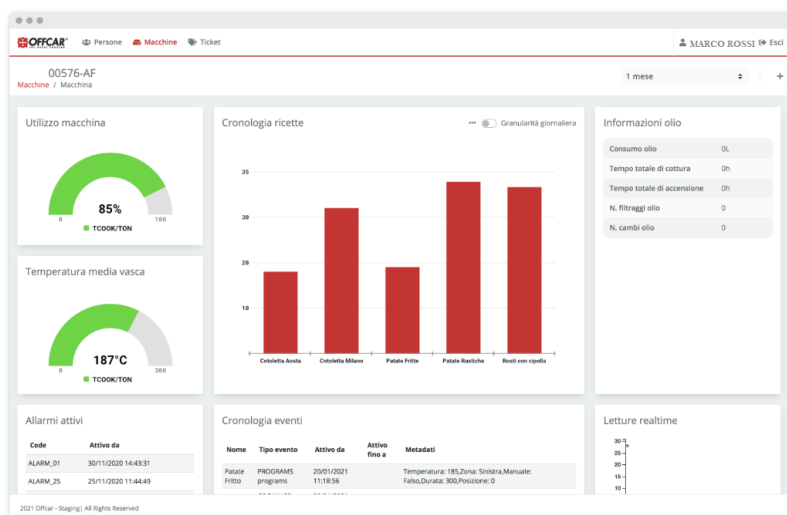 OFFCAR Persone Macchine Ticket MARCO ROSSI Esci
00576-AF
Macchine / Macchina
1 mese
Utilizzo macchina
85%
0 100
TCOOK/TON
Temperatura media vasca
187°C
0 300
TCOOK/TON
Cronologia ricette
Granularità giornaliera
35
30
20
10
Cotoletta Aosta Cotoletta Milano Patate Fritte Patate Rustiche Rosti con cipolla
Informazioni olio
Consumo olio 0L
Tempo totale di cottura 0h
Tempo totale di accensione 0h
N. filtraggi olio 0
N. cambi olio 0
Allarmi attivi
Code Attivo da
ALARM_01 30/11/2020 14:43:31
ALARM_25 25/11/2020 11:44:49
Cronologia eventi
Nome Tipo evento Attivo da Attivo fino a Metadati
Patate Fritto PROGRAMS programs 20/01/2021 11:18:56 Temperatura: 185,Zona: Sinistra,Manuale: Falso,Durata: 300,Posizione: 0
Letture realtime
30
25
20
15
10
2021 Offcar - Staging| All Rights Reserved